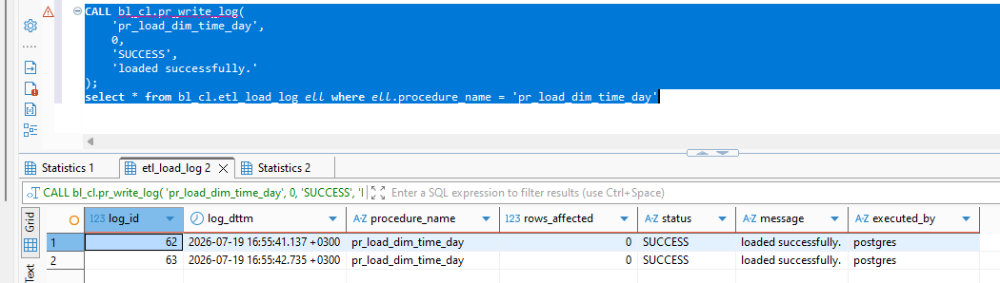 CALL bl_cl.pr_write_log(
'pr_load_dim_time_day',
0,
'SUCCESS',
'loaded successfully.'
);
select * from bl_cl.etl_load_log ell where ell.procedure_name = 'pr_load_dim_time_day'
Statistics 1 etl_load_log 2 Statistics 2
CALL bl_cl.pr_write_log( 'pr_load_dim_time_day', 0, 'SUCCESS', 'l Enter a SQL expression to filter results (use Ctrl+Space)
Grid
Text
123 log_id log_dttm A-Z procedure_name 123 rows_affected A-Z status A-Z message A-Z executed_by
1 62 2026-07-19 16:55:41.137 +0300 pr_load_dim_time_day 0 SUCCESS loaded successfully. postgres
2 63 2026-07-19 16:55:42.735 +0300 pr_load_dim_time_day 0 SUCCESS loaded successfully. postgres